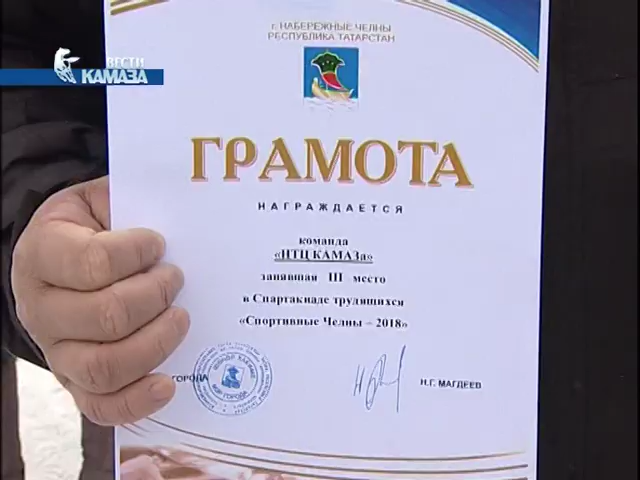 ВЕСТИ
КАМАЗА
г. НАБЕРЕЖНЫЕ ЧЕЛНЫ
РЕСПУБЛИКА ТАТАРСТАН
ГРАМОТА
НАГРАЖДАЕТСЯ
команда
«НТЦ КАМАЗа»
занявшая III место
в Спартакиаде трудящихся
«Спортивные Челны – 2018»
ГОРОДА
Н.Г. МАГДЕЕВ